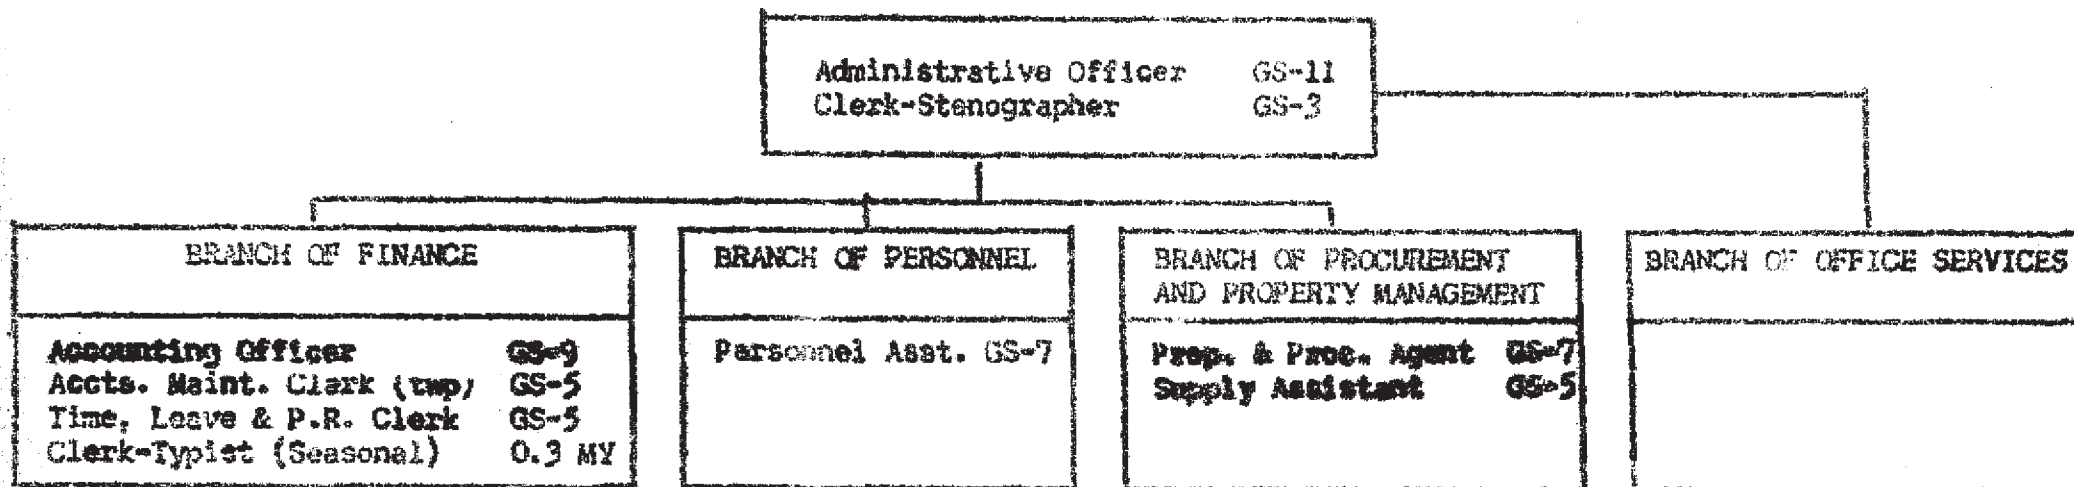 Administrative Officer GS-11
Clerk-Stenographer GS-3
BRANCH OF FINANCE
Accounting Officer GS-9
Accts. Maint. Clerk (twp) GS-5
Time, Leave & P.R. Clerk GS-5
Clerk-Typist (Seasonal) 0.3 MY
BRANCH OF PERSONNEL
Personnel Asst. GS-7
BRANCH OF PROCUREMENT
AND PROPERTY MANAGEMENT
Prop. & Proc. Agent GS-7
Supply Assistant GS-5
BRANCH OF OFFICE SERVICES